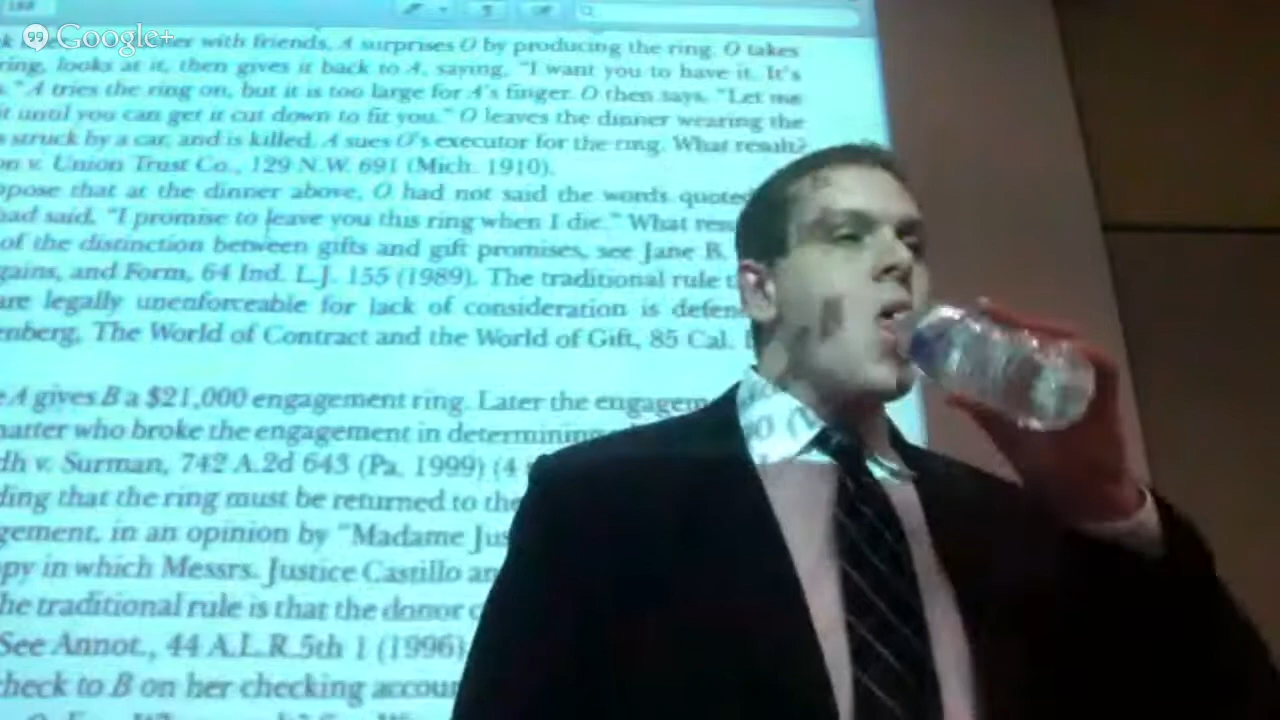 Google+
with friends, A surprises O by producing the ring. O takes
ring, looks at it, then gives it back to A, saying, "I want you to have it. It's
" A tries the ring on, but it is too large for A's finger. O then says, "Let me
it until you can get it cut down to fit you." O leaves the dinner wearing the
struck by a car, and is killed. A sues O's executor for the ring. What result?
v. Union Trust Co., 129 N.W. 691 (Mich. 1910).
that at the dinner above, O had not said the words quoted
had said, "I promise to leave you this ring when I die." What
of the distinction between gifts and gift promises, see Jane B.
and Form, 64 Ind. L.J. 155 (1989). The traditional rule
are legally unenforceable for lack of consideration is
The World of Contract and the World of Gift, 85 Cal.
A gives B a $21,000 engagement ring. Later the
who broke the engagement in determining
v. Surman, 742 A.2d 643 (Pa. 1999) (4
that the ring must be returned to the
in an opinion by "Madame
in which Messrs. Justice Castillo
traditional rule is that the donor
See Annot., 44 A.L.R.5th 1 (1996)
check to B on her checking